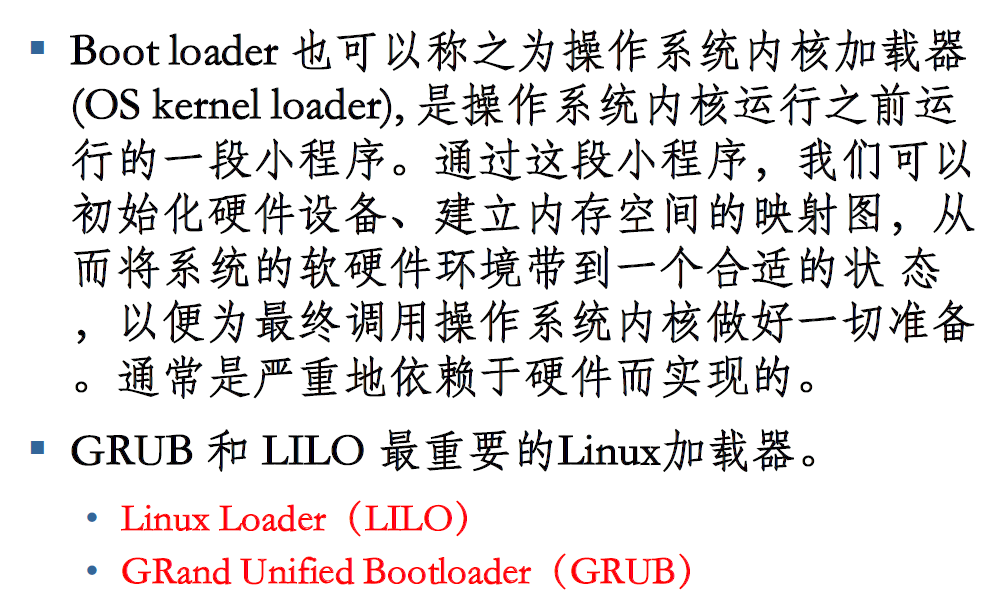 ▪ Boot loader 也可以称之为操作系统内核加载器
(OS kernel loader), 是操作系统内核运行之前运
行的一段小程序。通过这段小程序，我们可以
初始化硬件设备、建立内存空间的映射图，从
而将系统的软硬件环境带到一个合适的状 态
，以便为最终调用操作系统内核做好一切准备
。通常是严重地依赖于硬件而实现的。
▪ GRUB 和 LILO 最重要的Linux加载器。
• Linux Loader（LILO）
• GRand Unified Bootloader（GRUB）